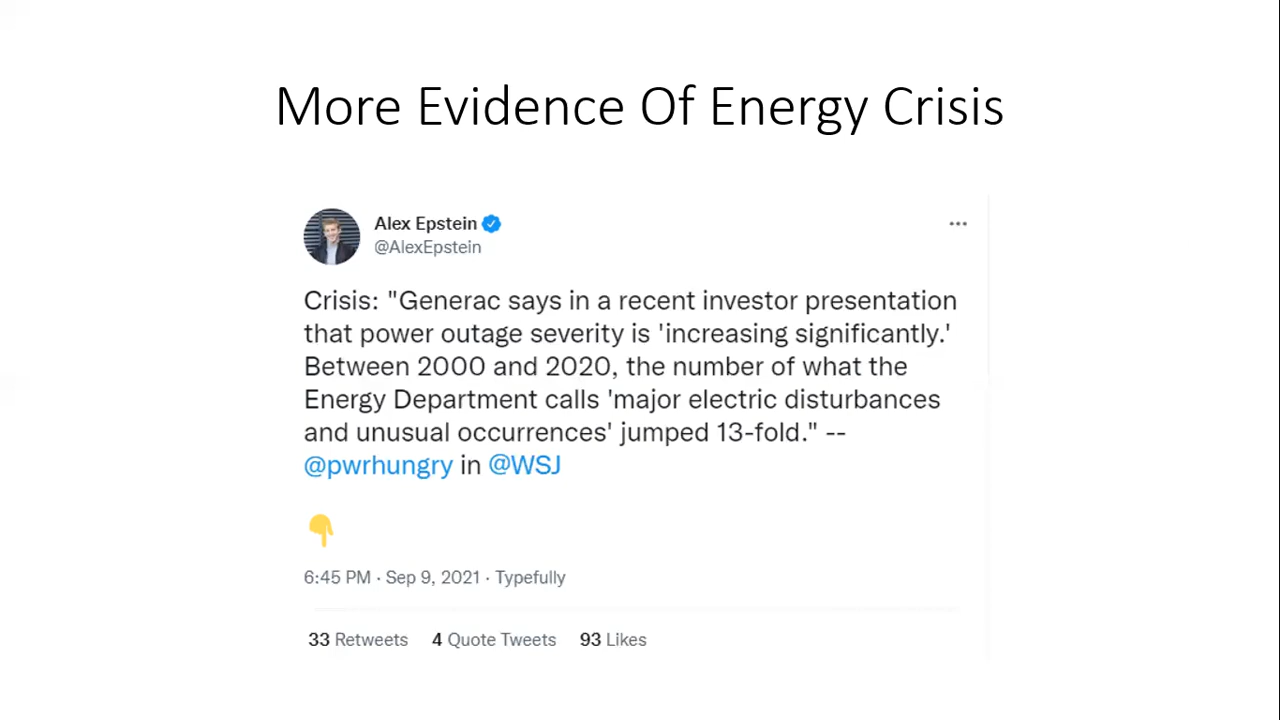 More Evidence Of Energy Crisis
Alex Epstein
@AlexEpstein
Crisis: "Generac says in a recent investor presentation
that power outage severity is 'increasing significantly.'
Between 2000 and 2020, the number of what the
Energy Department calls 'major electric disturbances
and unusual occurrences' jumped 13-fold." --
@pwrhungry in @WSJ
6:45 PM · Sep 9, 2021 · Typefully
33 Retweets 4 Quote Tweets 93 Likes